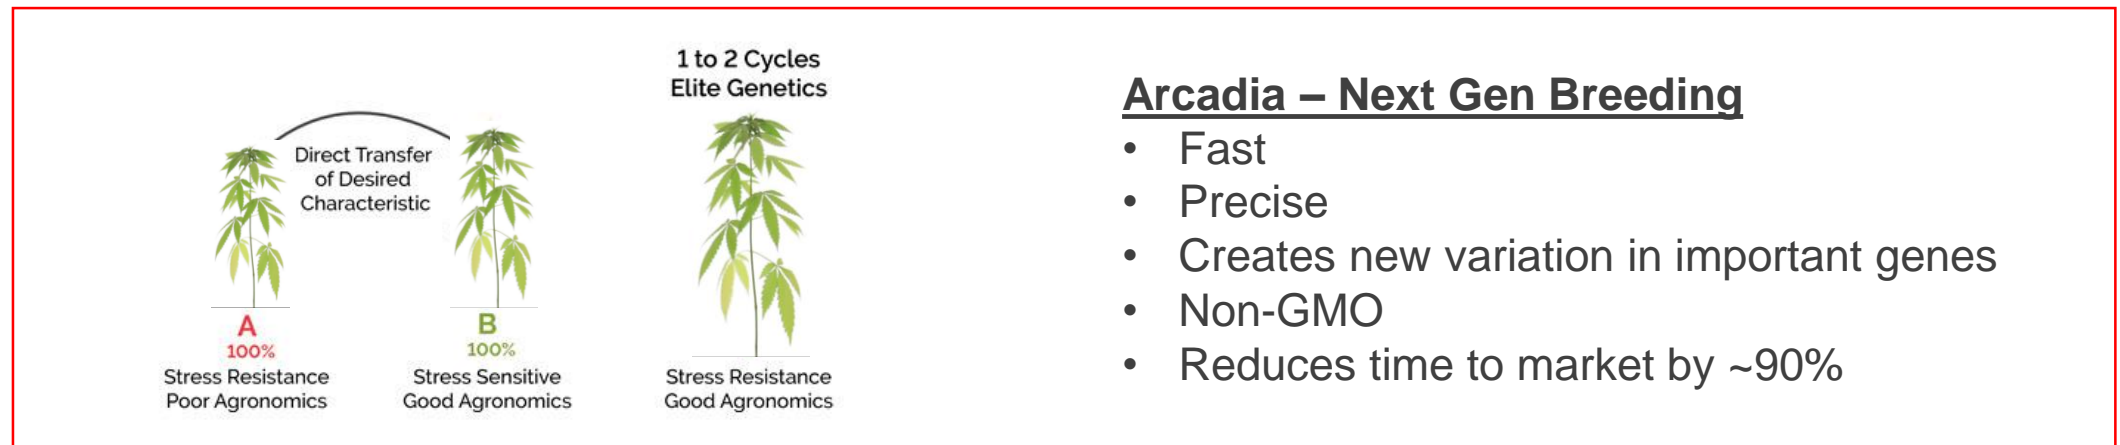 1 to 2 Cycles
Elite Genetics
Direct Transfer
of Desired
Characteristic
A
100%
Stress Resistance
Poor Agronomics
B
100%
Stress Sensitive
Good Agronomics
Stress Resistance
Good Agronomics
Arcadia – Next Gen Breeding
• Fast
• Precise
• Creates new variation in important genes
• Non-GMO
• Reduces time to market by ~90%